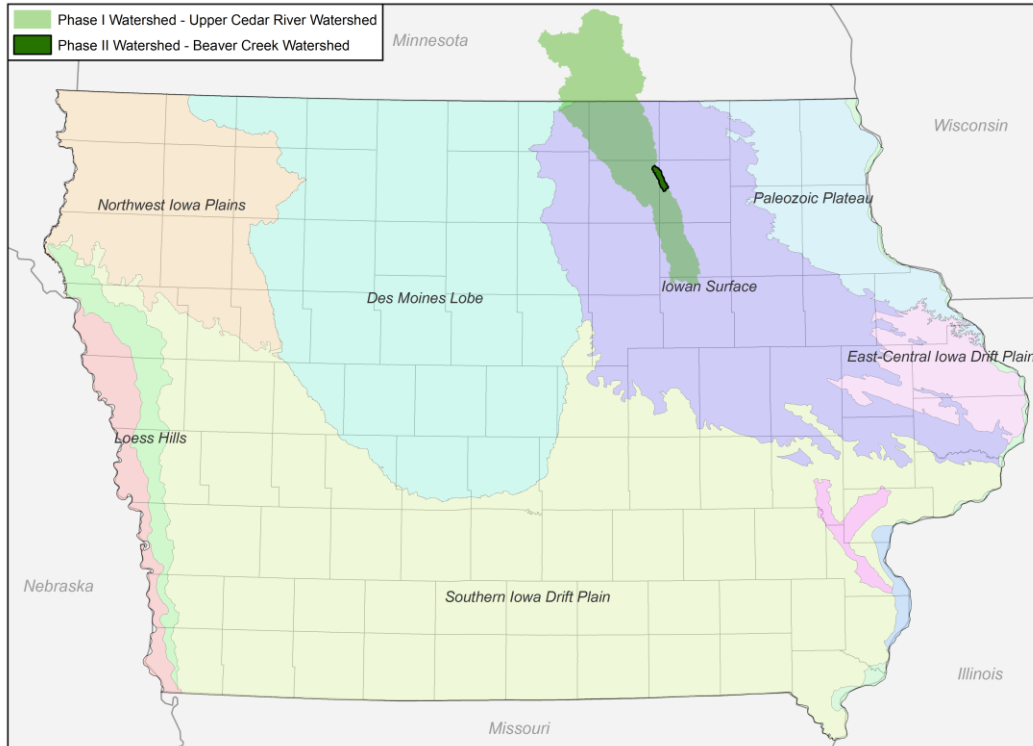 Phase I Watershed - Upper Cedar River Watershed
Phase II Watershed - Beaver Creek Watershed
Minnesota
Wisconsin
Northwest Iowa Plains
Paleozoic Plateau
Des Moines Lobe
Iowan Surface
East-Central Iowa Drift Plain
Loess Hills
Nebraska
Southern Iowa Drift Plain
Illinois
Missouri